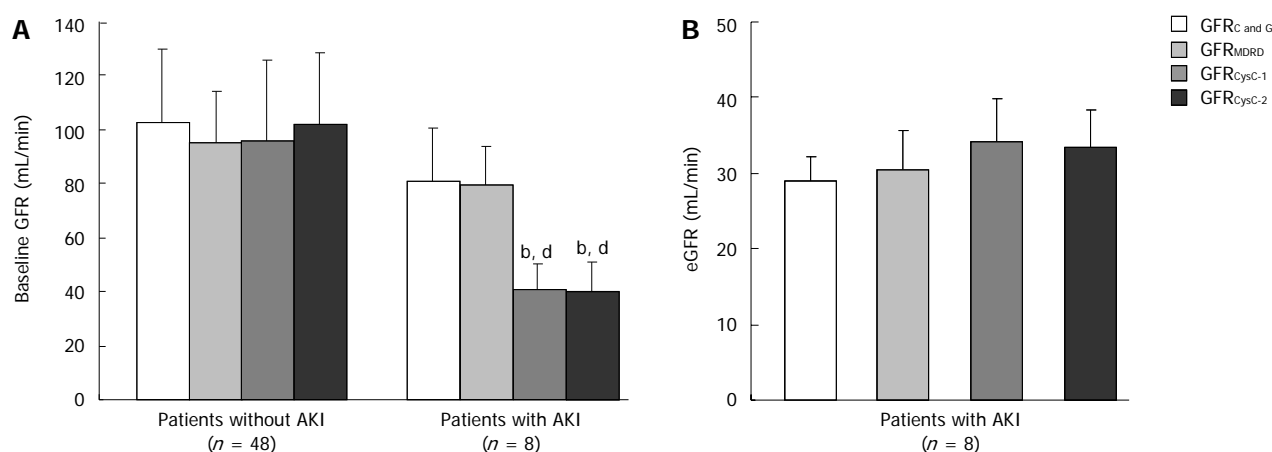 A
Baseline GFR (mL/min)
140
120
100
80
60
40
20
0
b, d
b, d
Patients without AKI
(n = 48)
Patients with AKI
(n = 8)
B
eGFR (mL/min)
50
40
30
20
10
0
Patients with AKI
(n = 8)
GFRC and G
GFRMDRD
GFRCysC-1
GFRCysC-2